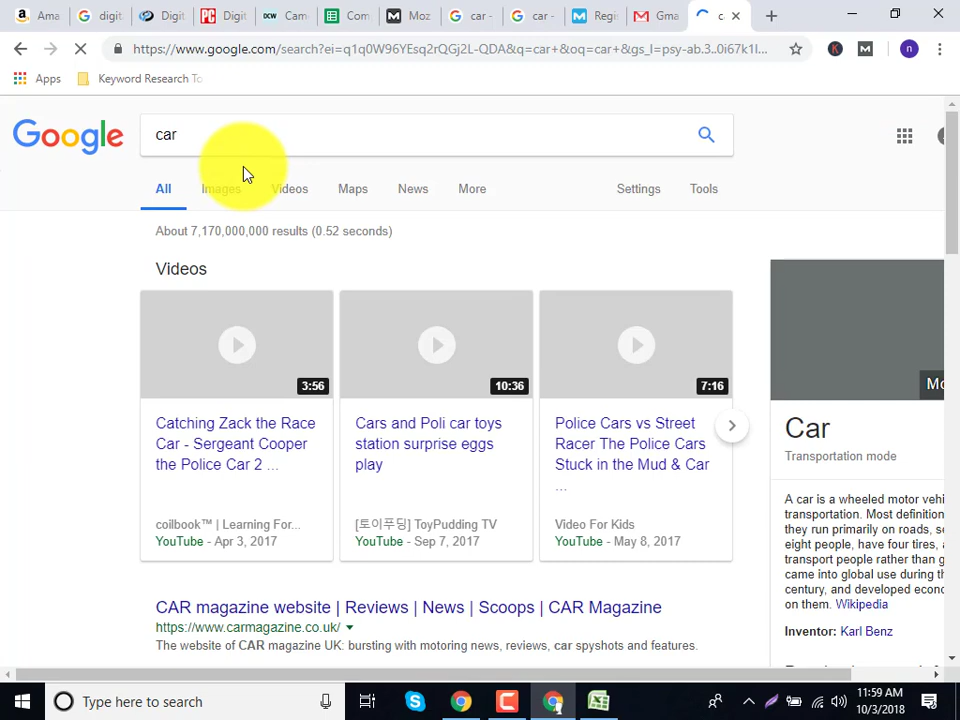 Ama
digit
Digit
PC
Digit
DCW
Cam
Com
Moz
car -
car -
Regi
Gma
ca
https://www.google.com/search?ei=q1q0W96YEsq2rQGj2L-QDA&q=car+&oq=car+&gs_l=psy-ab.3..0i67k1l...
K
M
n
Apps
Keyword Research To
Google
car
All
Images
Videos
Maps
News
More
Settings
Tools
About 7,170,000,000 results (0.52 seconds)
Videos
3:56
10:36
7:16
Mo
Catching Zack the Race
Car - Sergeant Cooper
the Police Car 2 ...
coilbook™ | Learning For...
YouTube - Apr 3, 2017
Cars and Poli car toys
station surprise eggs
play
[토이푸딩] ToyPudding TV
YouTube - Sep 7, 2017
Police Cars vs Street
Racer The Police Cars
Stuck in the Mud & Car
...
Video For Kids
YouTube - May 8, 2017
Car
Transportation mode
A car is a wheeled motor vehi
transportation. Most definition
they run primarily on roads, se
eight people, have four tires, a
transport people rather than g
came into global use during th
century, and developed econo
on them. Wikipedia
Inventor: Karl Benz
CAR magazine website | Reviews | News | Scoops | CAR Magazine
https://www.carmagazine.co.uk/
The website of CAR magazine UK: bursting with motoring news, reviews, car spyshots and features.
Type here to search
11:59 AM
10/3/2018